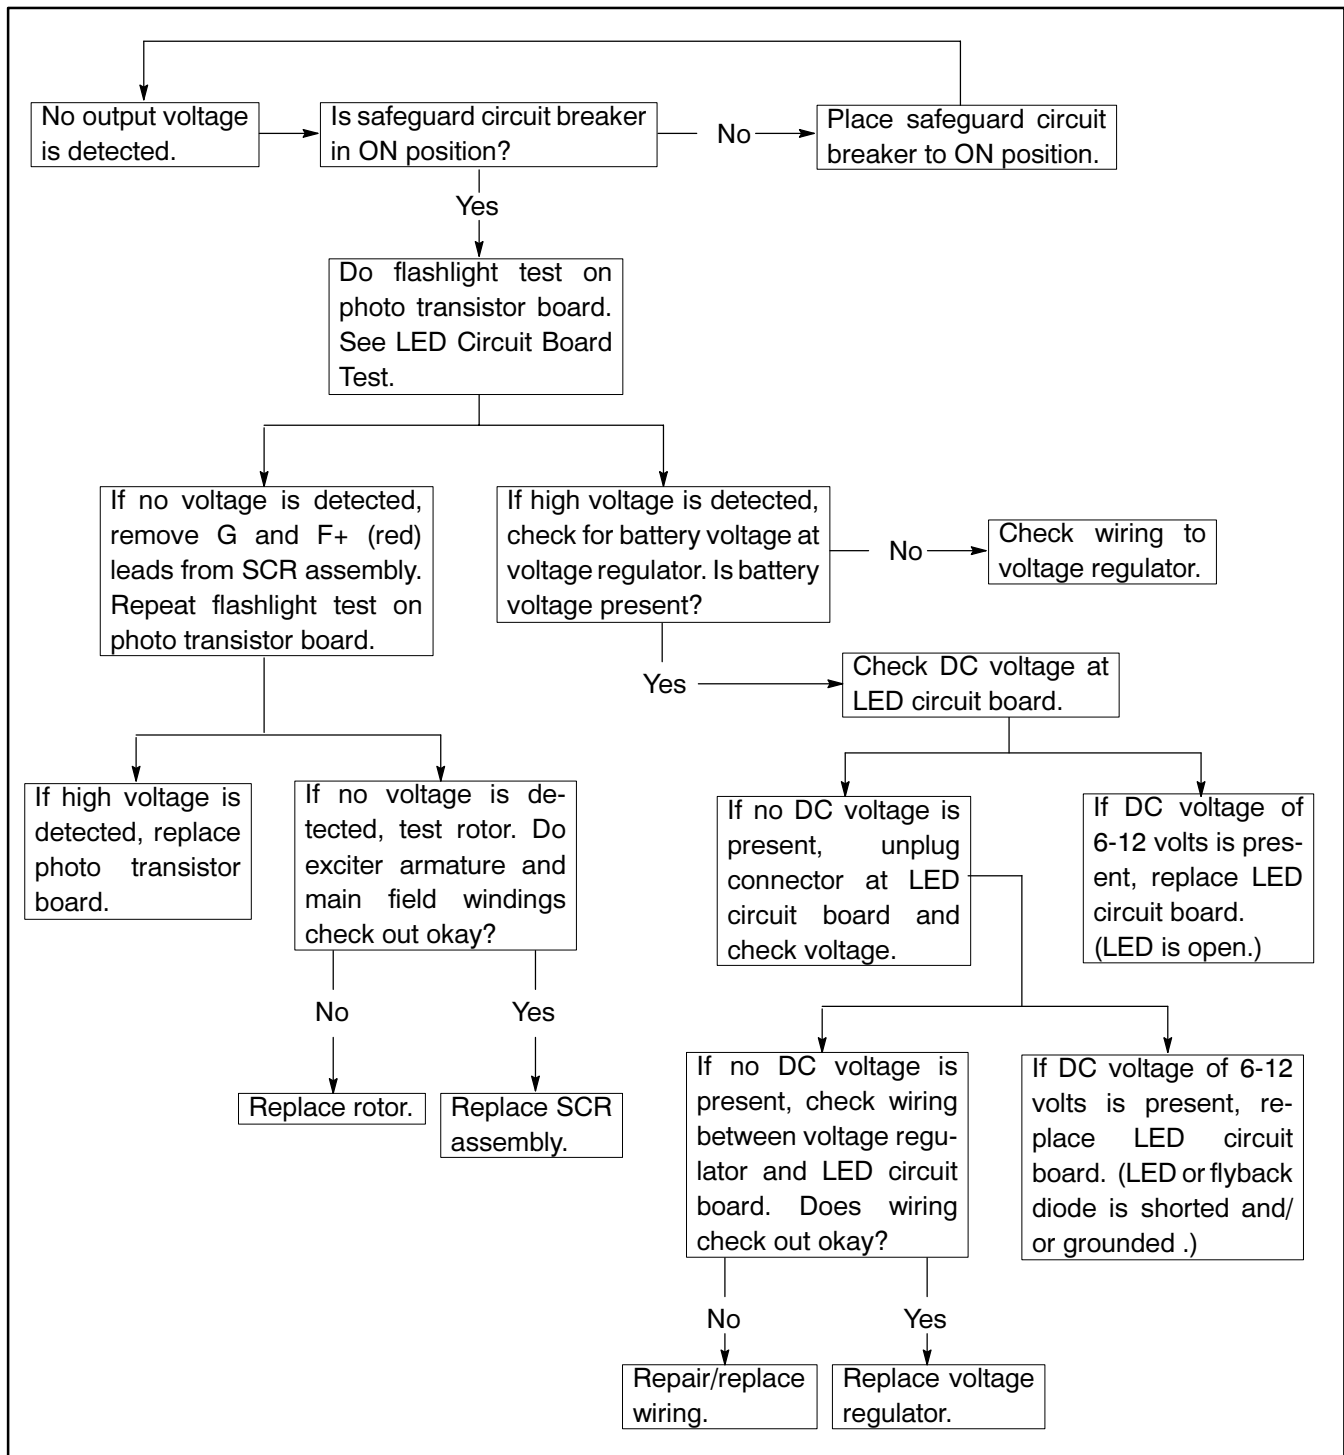 No output voltage
is detected.
Is safeguard circuit breaker
in ON position?
No
Place safeguard circuit
breaker to ON position.
Yes
Do flashlight test on
photo transistor board.
See LED Circuit Board
Test.
If no voltage is detected,
remove G and F+ (red)
leads from SCR assembly.
Repeat flashlight test on
photo transistor board.
If high voltage is detected,
check for battery voltage at
voltage regulator. Is battery
voltage present?
No
Check wiring to
voltage regulator.
Yes
Check DC voltage at
LED circuit board.
If high voltage is
detected, replace
photo transistor
board.
If no voltage is de-
tected, test rotor. Do
exciter armature and
main field windings
check out okay?
If no DC voltage is
present, unplug
connector at LED
circuit board and
check voltage.
If DC voltage of
6-12 volts is pres-
ent, replace LED
circuit board.
(LED is open.)
No
Yes
Replace rotor.
Replace SCR
assembly.
If no DC voltage is
present, check wiring
between voltage regu-
lator and LED circuit
board. Does wiring
check out okay?
If DC voltage of 6-12
volts is present, re-
place LED circuit
board. (LED or flyback
diode is shorted and/
or grounded .)
No
Yes
Repair/replace
wiring.
Replace voltage
regulator.